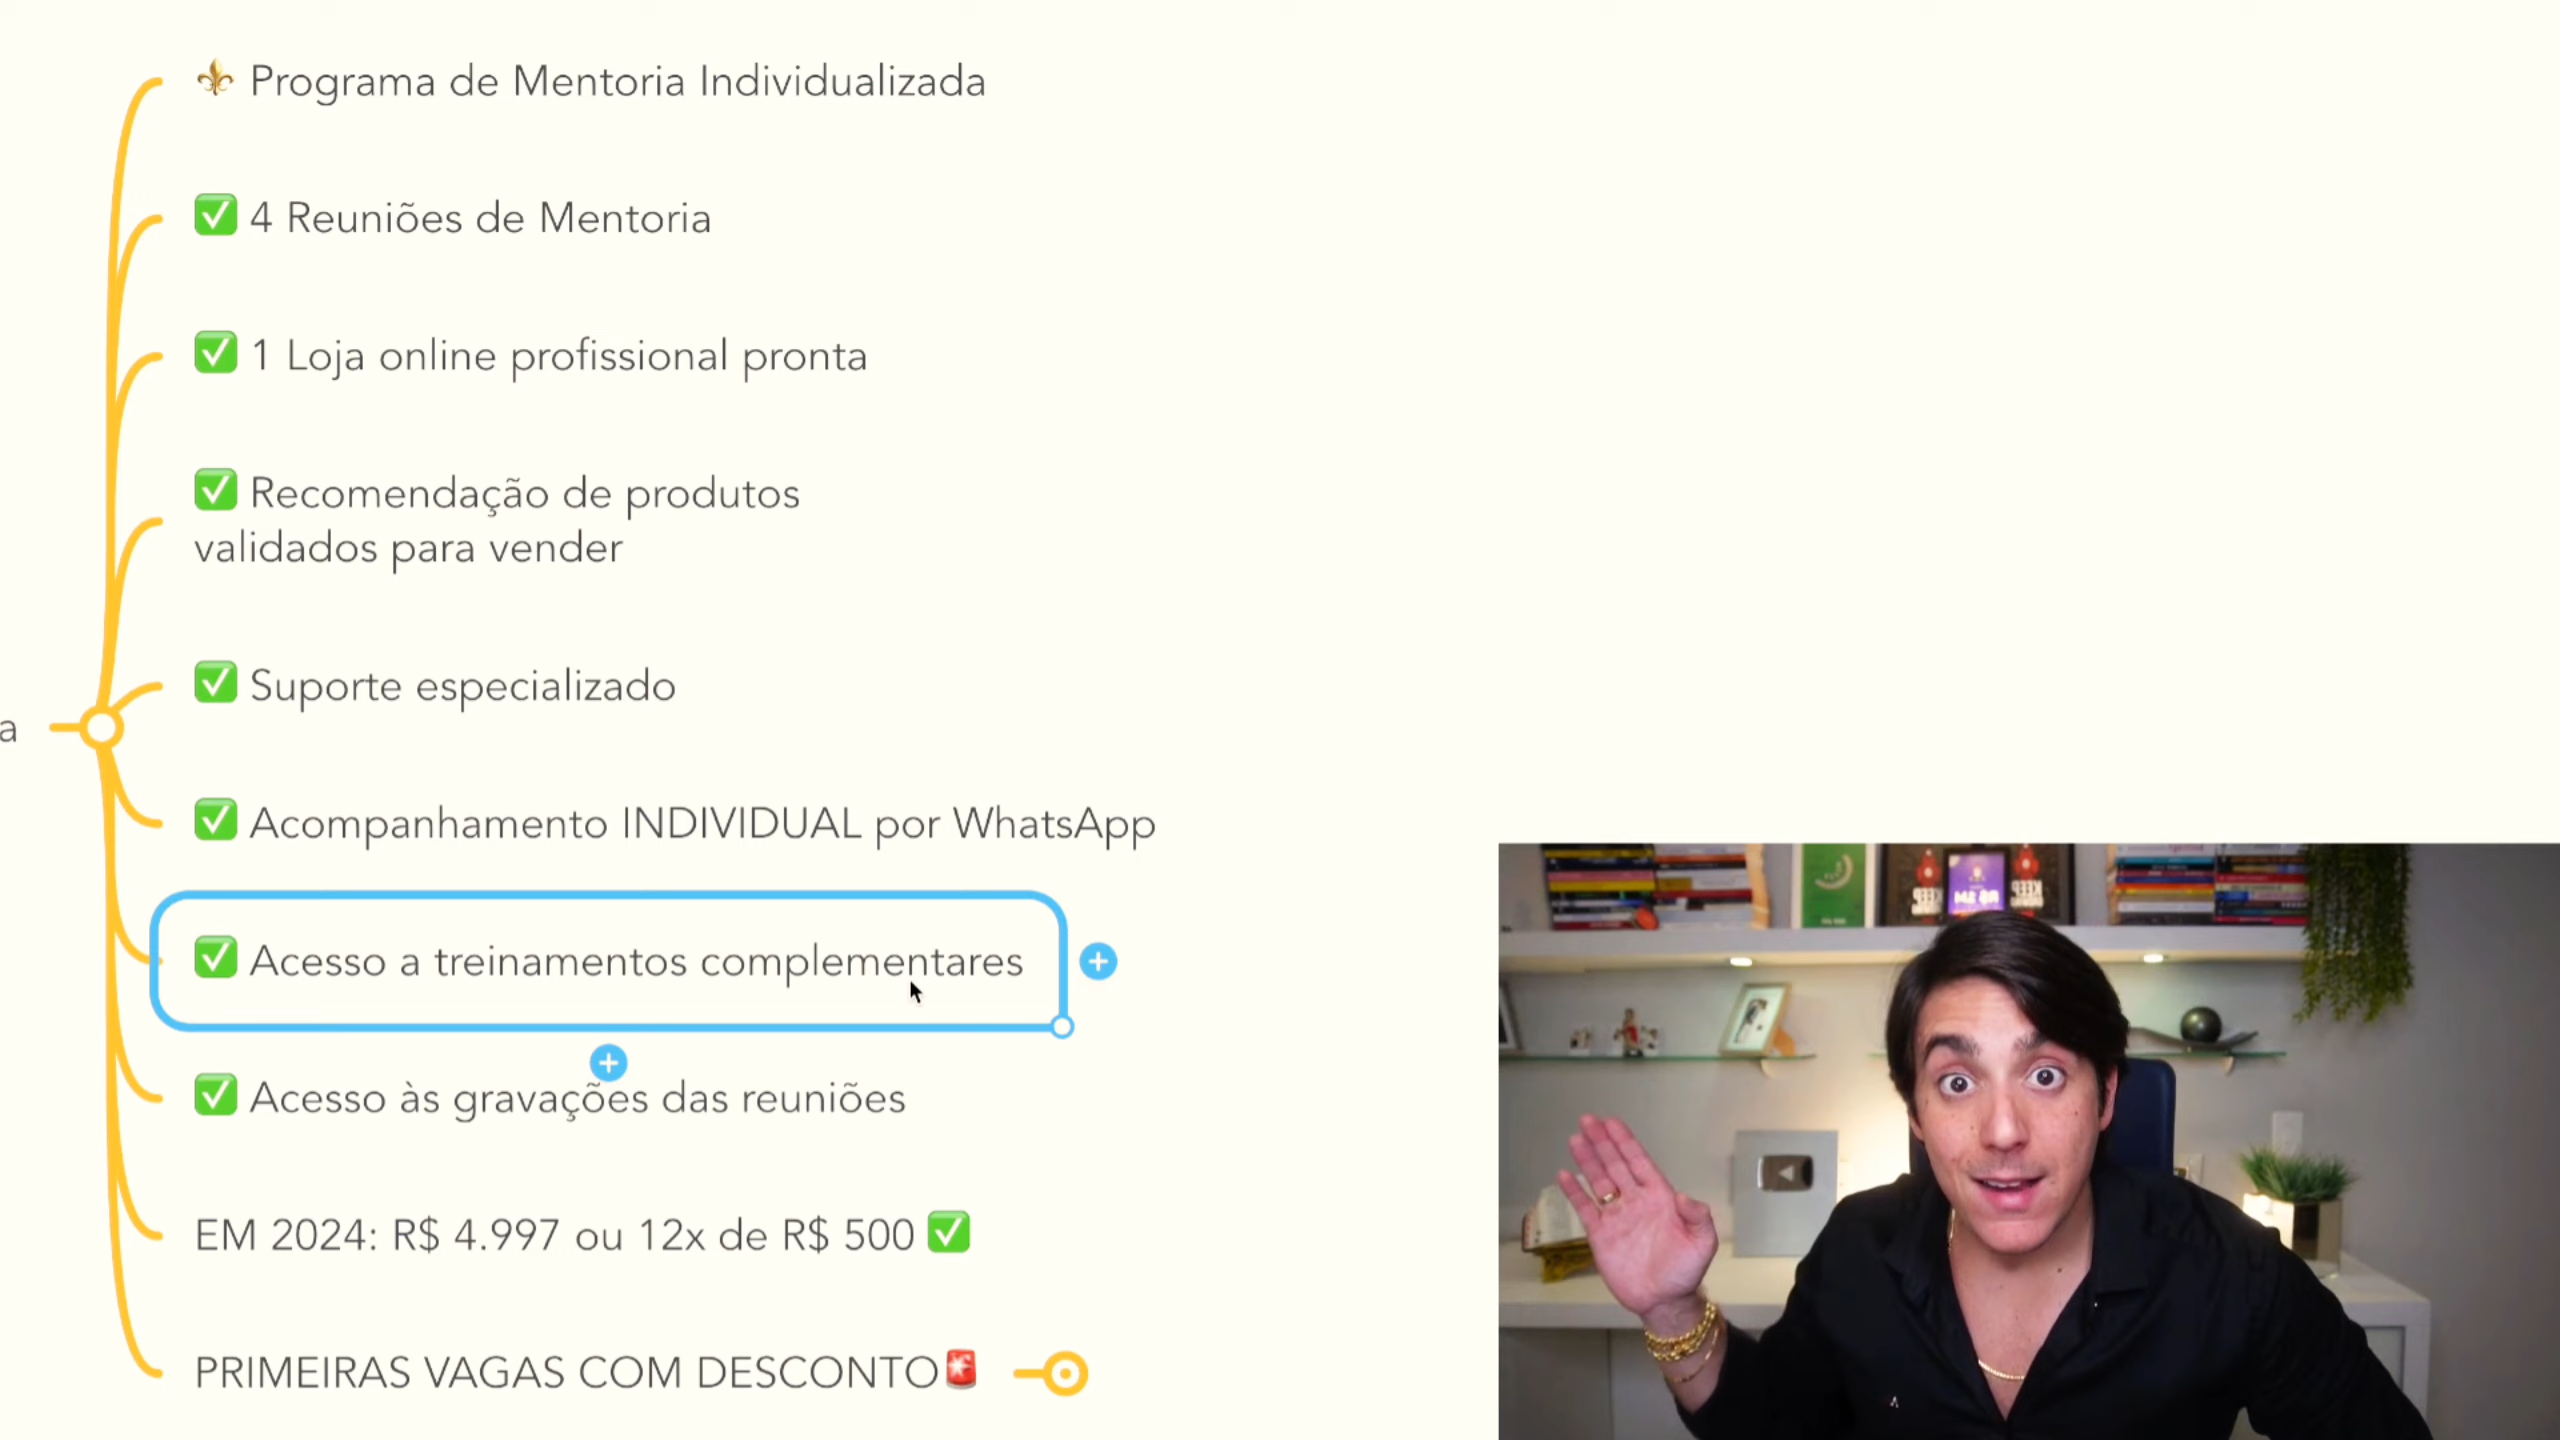 ⚜️ Programa de Mentoria Individualizada
✅ 4 Reuniões de Mentoria
✅ 1 Loja online profissional pronta
✅ Recomendação de produtos
validados para vender
✅ Suporte especializado
a
✅ Acompanhamento INDIVIDUAL por WhatsApp
✅ Acesso a treinamentos complementares
✅ Acesso às gravações das reuniões
EM 2024: R$ 4.997 ou 12x de R$ 500 ✅
PRIMEIRAS VAGAS COM DESCONTO🚨